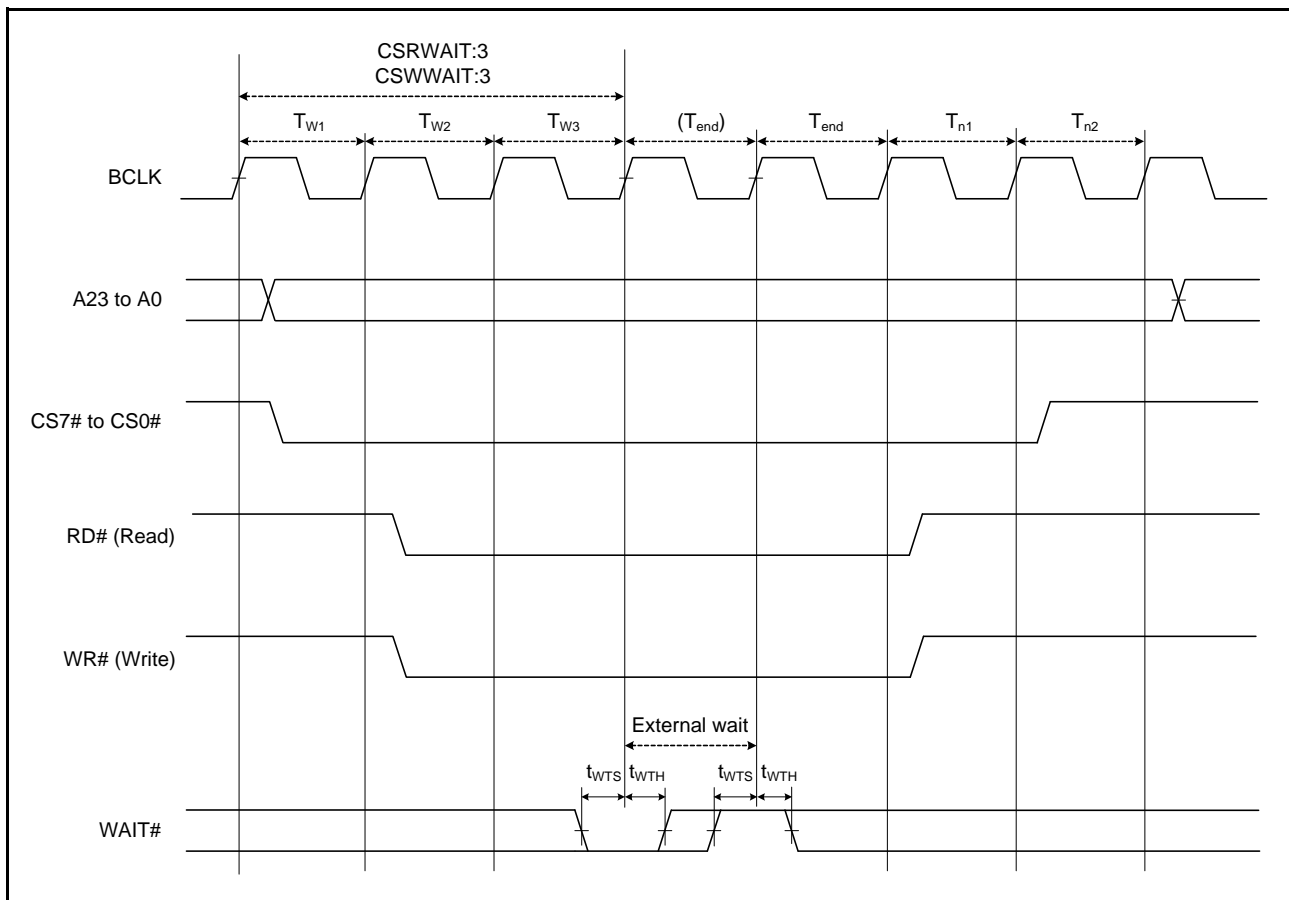 CSRWAIT:3
CSWWAIT:3
TW1 TW2 TW3 (Tend) Tend Tn1 Tn2
BCLK
A23 to A0
CS7# to CS0#
RD# (Read)
WR# (Write)
External wait
tWTS tWTH tWTS tWTH
WAIT#